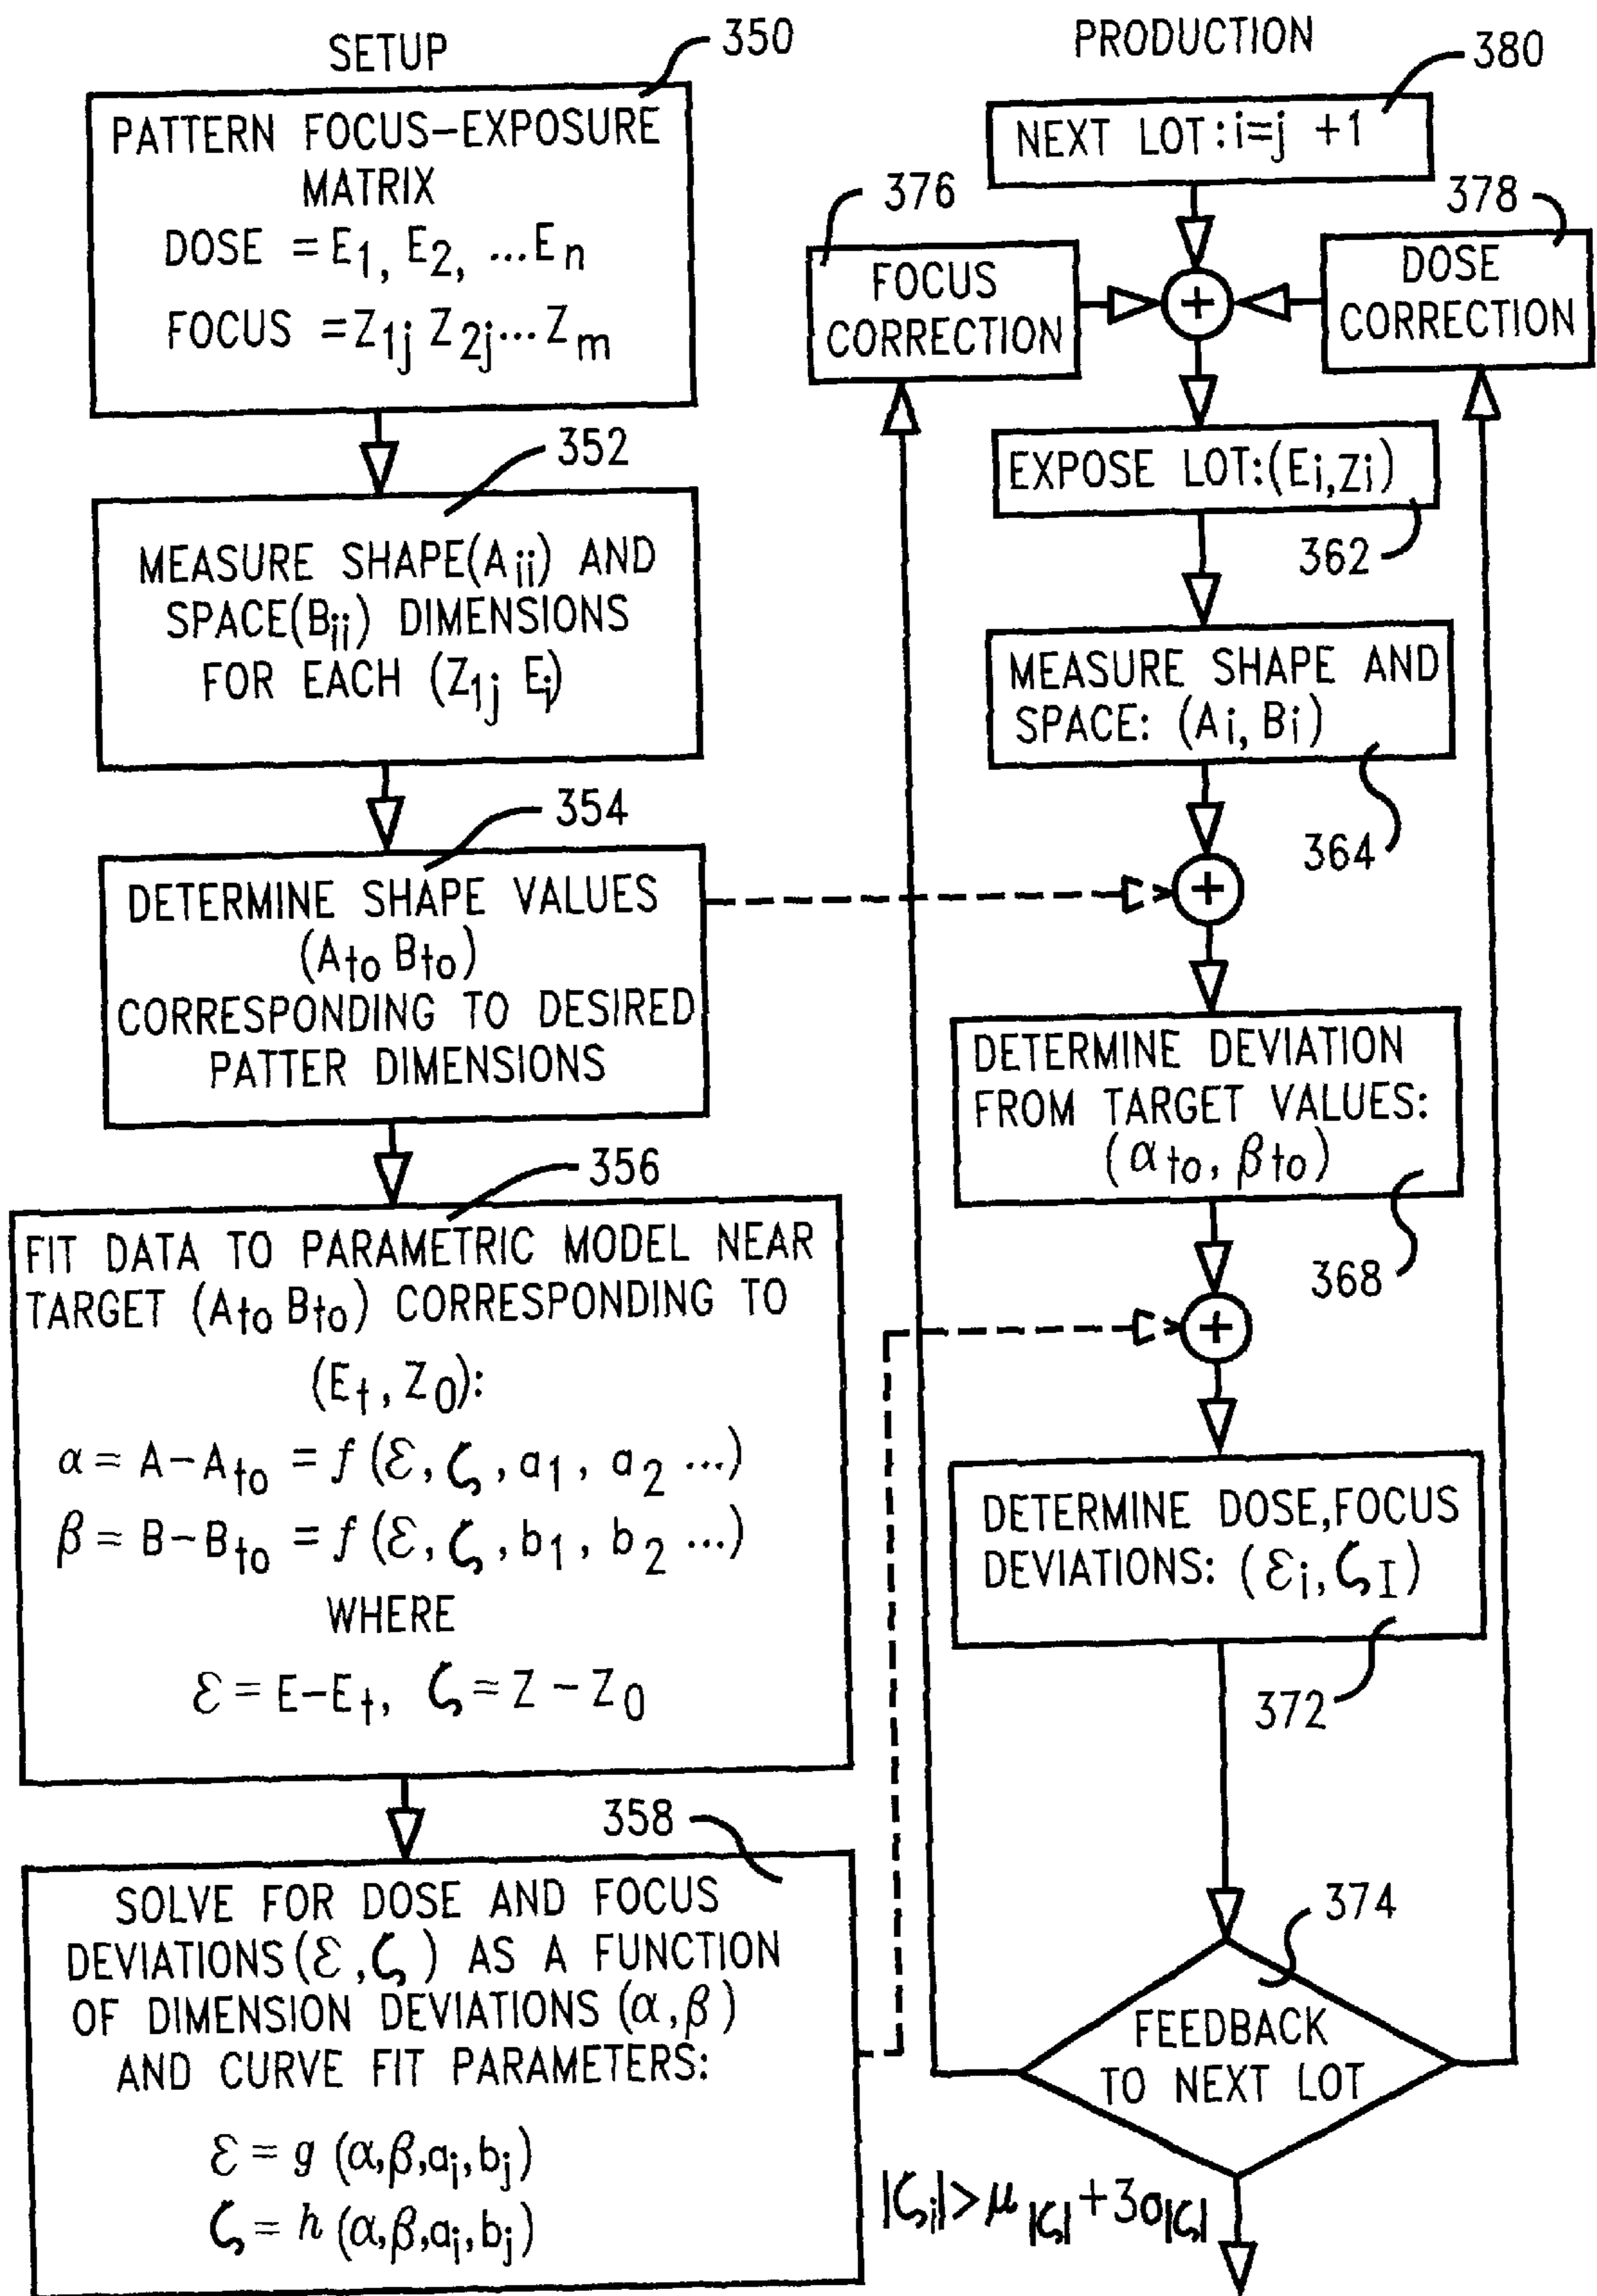 SETUP
350
PATTERN FOCUS-EXPOSURE
MATRIX
DOSE =E1, E2, ...En
FOCUS =Z1j Z2j...Zm
352
MEASURE SHAPE(Aii) AND
SPACE(Bii) DIMENSIONS
FOR EACH (Z1j Ei)
354
DETERMINE SHAPE VALUES
(Ato Bto)
CORRESPONDING TO DESIRED
PATTER DIMENSIONS
356
FIT DATA TO PARAMETRIC MODEL NEAR
TARGET (Ato Bto) CORRESPONDING TO
(Et, Z0):
α = A-Ato = f (ℰ, ζ, a1, a2 ...)
β = B-Bto = f (ℰ, ζ, b1, b2 ...)
WHERE
ℰ = E-Et, ζ = Z-Z0
358
SOLVE FOR DOSE AND FOCUS
DEVIATIONS(ℰ,ζ) AS A FUNCTION
OF DIMENSION DEVIATIONS (α,β)
AND CURVE FIT PARAMETERS:
ℰ = g (α,β,ai,bj)
ζ = h (α,β,ai,bj)
PRODUCTION
380
NEXT LOT:i=j +1
376
FOCUS
CORRECTION
+
378
DOSE
CORRECTION
EXPOSE LOT:(Ei,Zi)
362
MEASURE SHAPE AND
SPACE: (Ai, Bi)
364
+
DETERMINE DEVIATION
FROM TARGET VALUES:
(αto, βto)
368
+
DETERMINE DOSE,FOCUS
DEVIATIONS: (ℰi, ζI)
372
374
FEEDBACK
TO NEXT LOT
|ζi|>μ|ζ|+3σ|ζ|